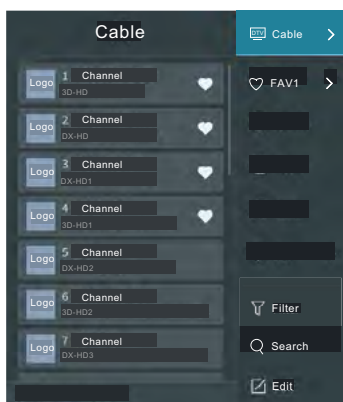 Cable
Logo
1 Channel
3D-HD
Logo
2 Channel
DX-HD
Logo
3 Channel
DX-HD1
Logo
4 Channel
3D-HD1
Logo
5 Channel
DX-HD2
Logo
6 Channel
3D-HD2
Logo
7 Channel
DX-HD3
DTV Cable
FAV1
Filter
Search
Edit